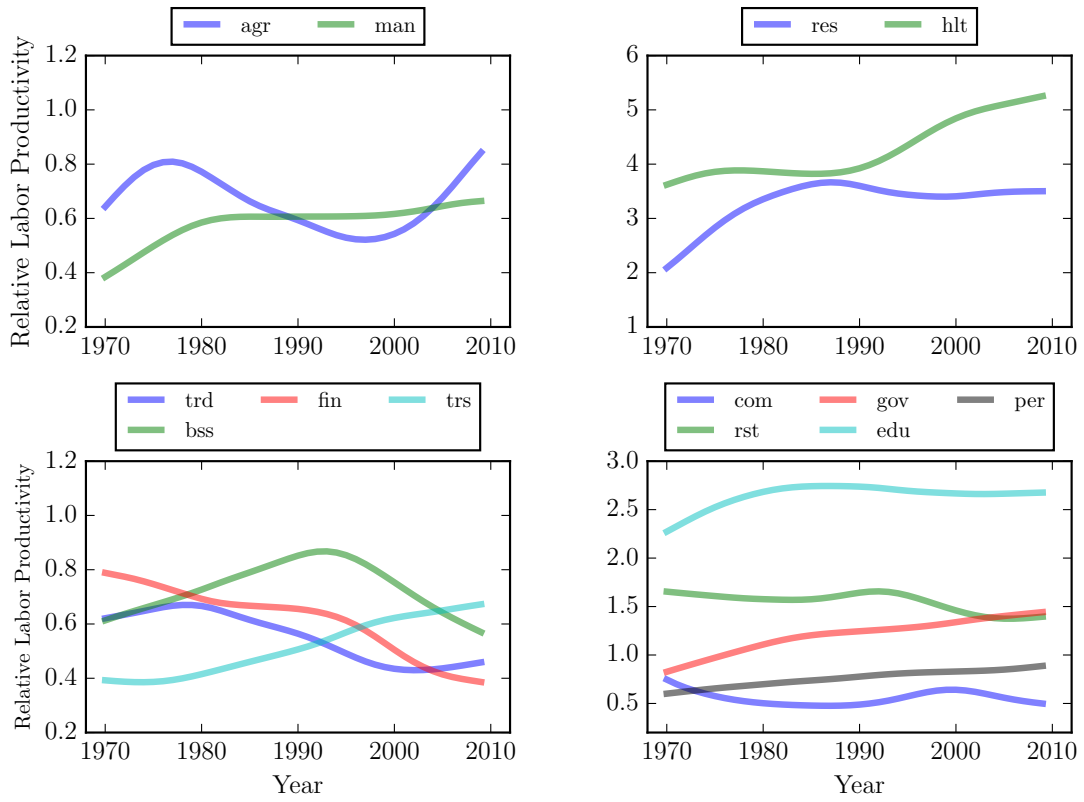 agr man
Relative Labor Productivity
1.2
1.0
0.8
0.6
0.4
0.2
1970 1980 1990 2000 2010
res hlt
6
5
4
3
2
1
1970 1980 1990 2000 2010
trd fin trs
bss
Relative Labor Productivity
1.2
1.0
0.8
0.6
0.4
0.2
1970 1980 1990 2000 2010
Year
com gov per
rst edu
3.0
2.5
2.0
1.5
1.0
0.5
1970 1980 1990 2000 2010
Year